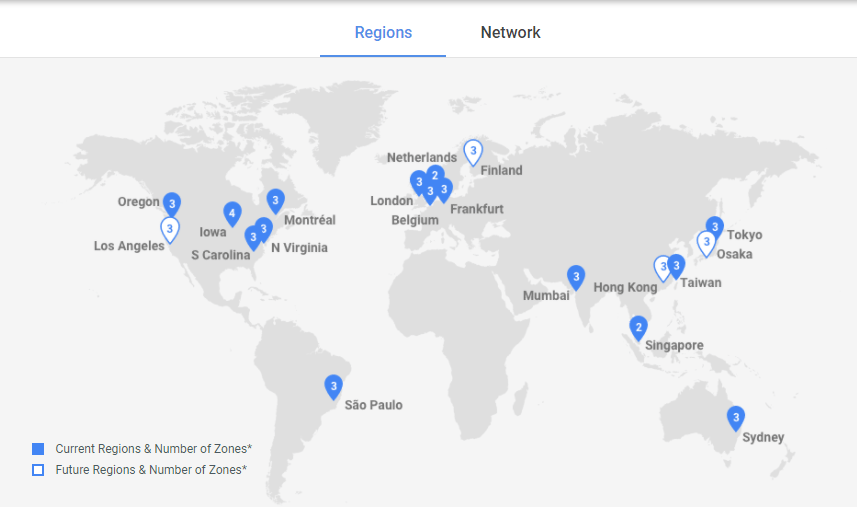 Regions Network
Netherlands
3
Finland
3 2 3 3
London
Frankfurt
Belgium
Oregon 3
4
Iowa
3
Montréal
3
Los Angeles
3 3
S Carolina
N Virginia
3
Tokyo
3
Osaka
3 3
Hong Kong
Taiwan
3
Mumbai
2
Singapore
3
São Paulo
3
Sydney
Current Regions & Number of Zones*
Future Regions & Number of Zones*